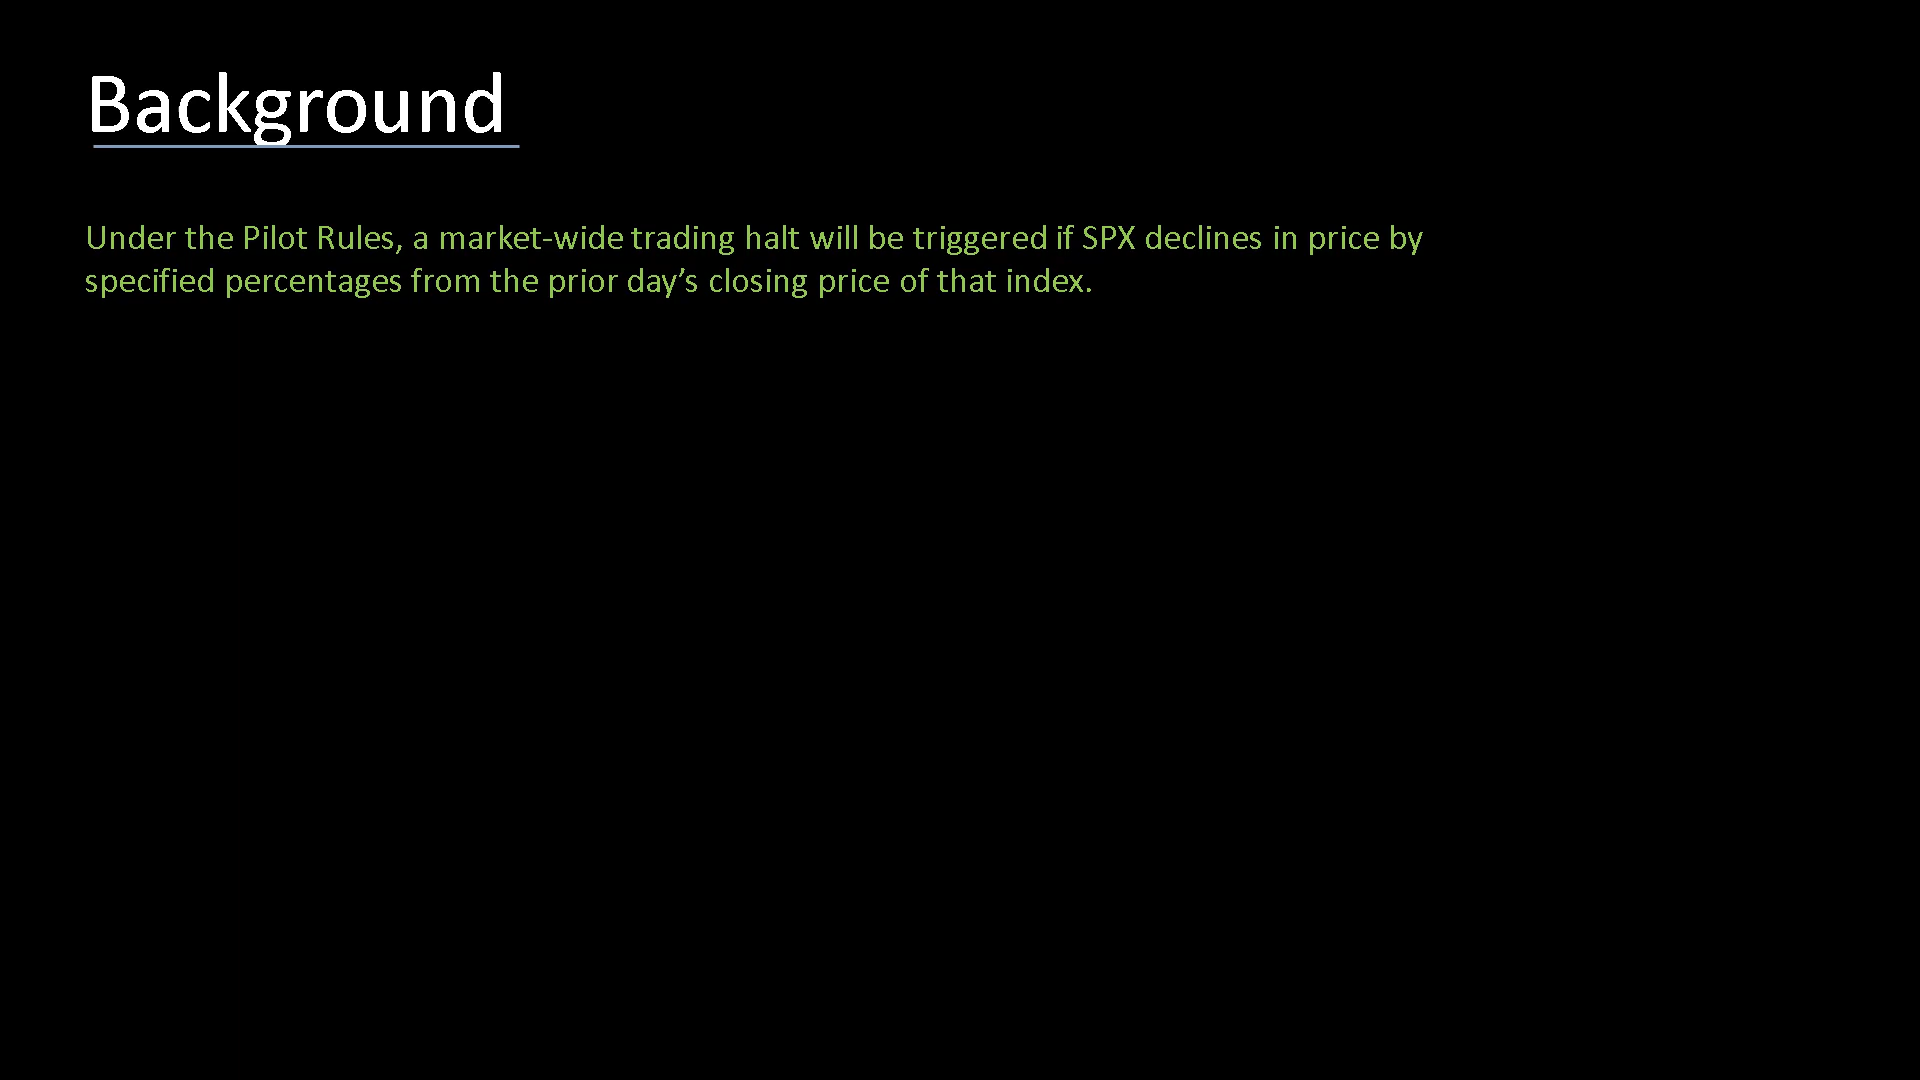 Background
Under the Pilot Rules, a market-wide trading halt will be triggered if SPX declines in price by
specified percentages from the prior day’s closing price of that index.